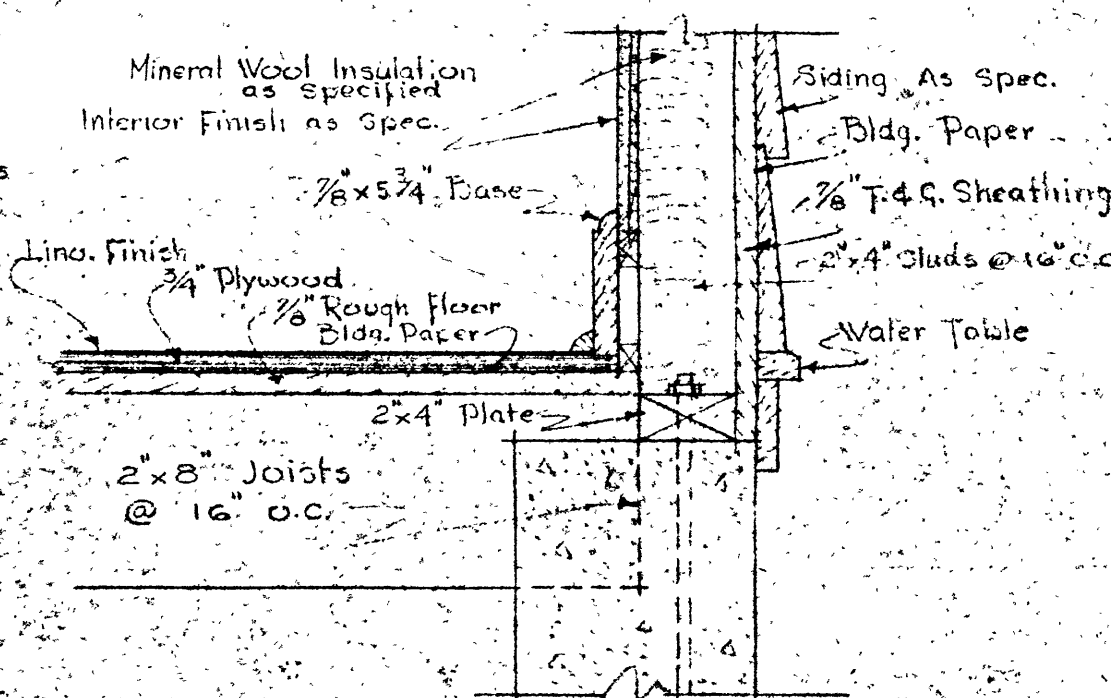 Mineral Wool Insulation
as Specified
Interior Finish as Spec.
7/8" x 5 3/4" Base
Lino. Finish
3/4" Plywood
7/8" Rough Floor
Bldg. Paper
2"x4" Plate
2"x8" Joists
@ 16" O.C.
Siding As Spec.
Bldg. Paper
7/8" T.&G. Sheathing
2"x4" Studs @ 16" O.C
Water Table